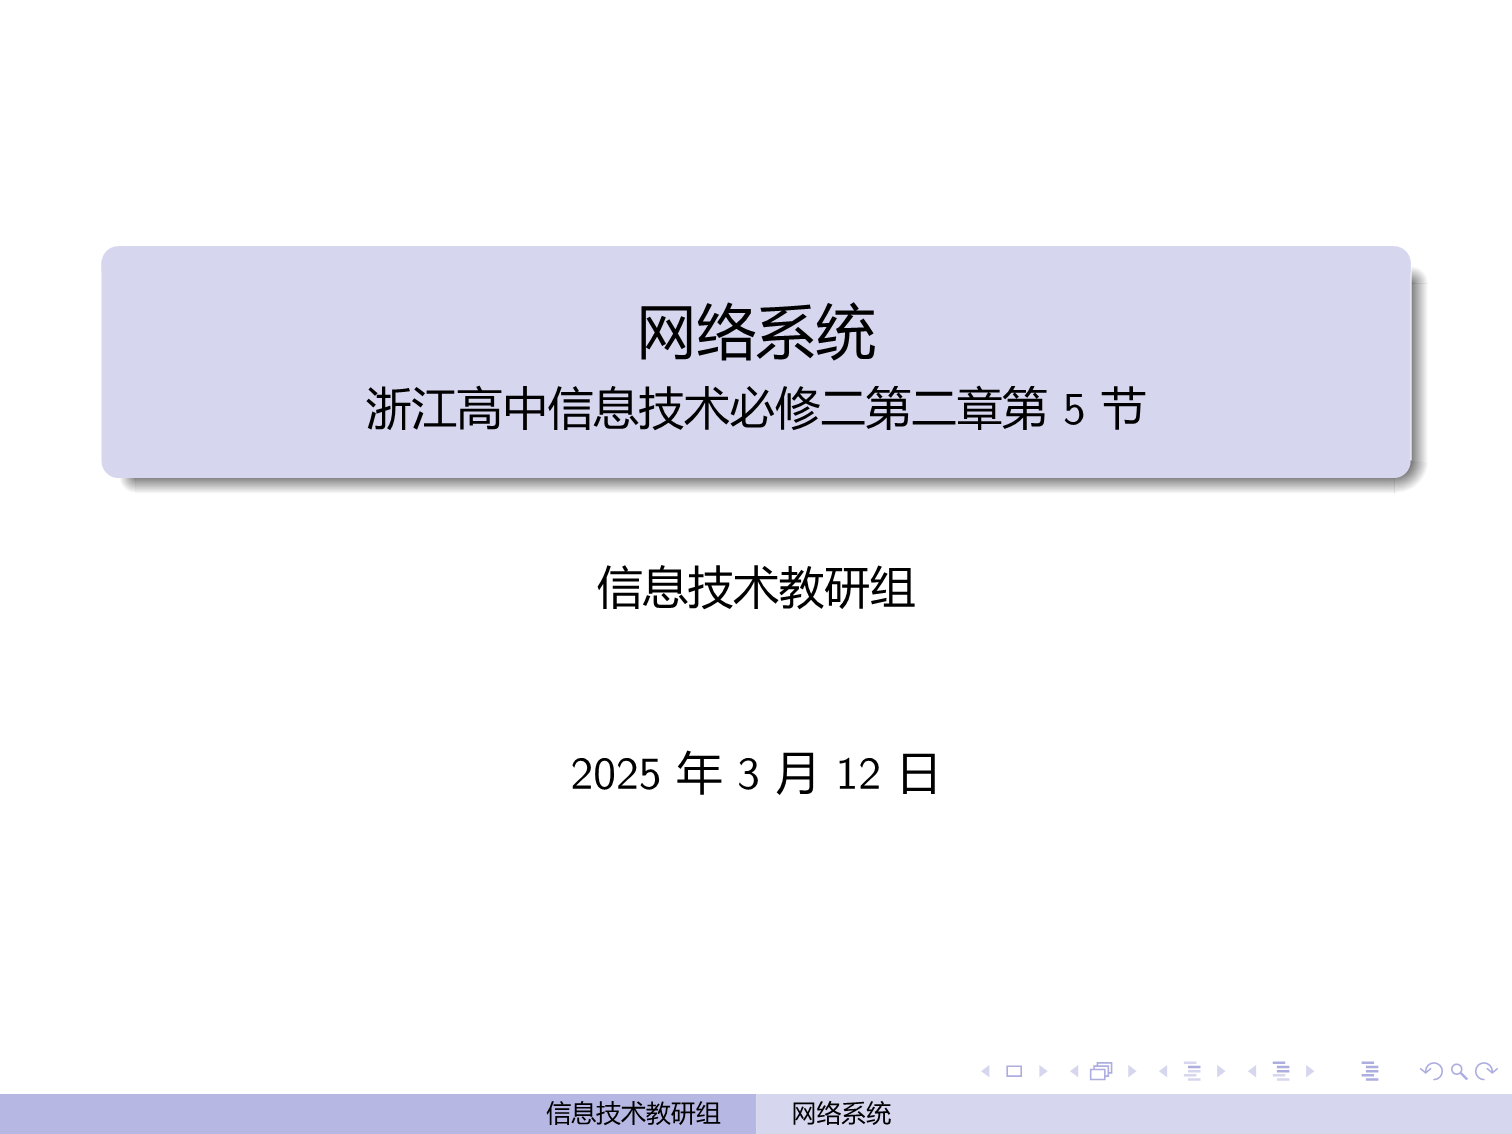 网络系统
浙江高中信息技术必修二第二章第 5 节
信息技术教研组
2025 年 3 月 12 日
信息技术教研组
网络系统